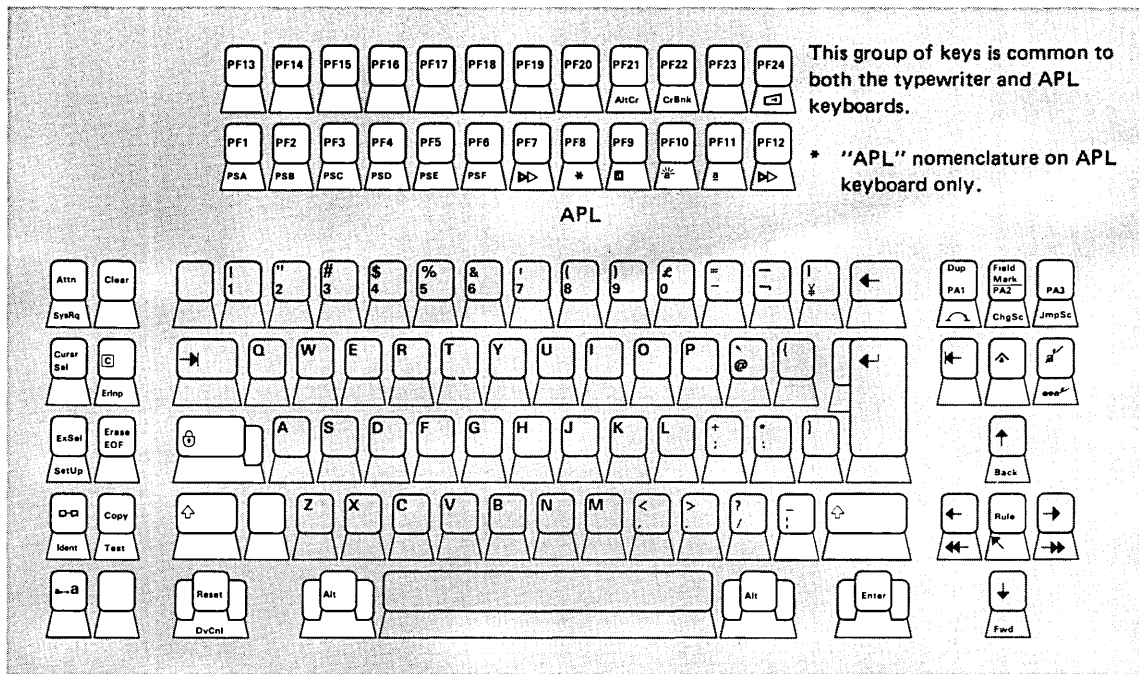 PF13 PF14 PF15 PF16 PF17 PF18 PF19 PF20 PF21 PF22 PF23 PF24
AltCr CrBnk
This group of keys is common to
both the typewriter and APL
keyboards.
PF1 PF2 PF3 PF4 PF5 PF6 PF7 PF8 PF9 PF10 PF11 PF12
PSA PSB PSC PSD PSE PSF * a a
* "APL" nomenclature on APL
keyboard only.
APL
Attn Clear | " # $ % & ' ( ) £ = — | Dup Field Mark
1 2 3 4 5 6 7 8 9 0 - ¬ ¥ PA1 PA2 PA3
SysRq ChgSc JmpSc
Cursr Sel C Q W E R T Y U I O P ` {
@
ErInp
ExSel Erase EOF A S D F G H J K L + * }
; :
SetUp Back
Copy Z X C V B N M < > ? _ Rule
, . / ¦
Ident Test
a Reset Alt Alt Enter
DvCnl Fwd